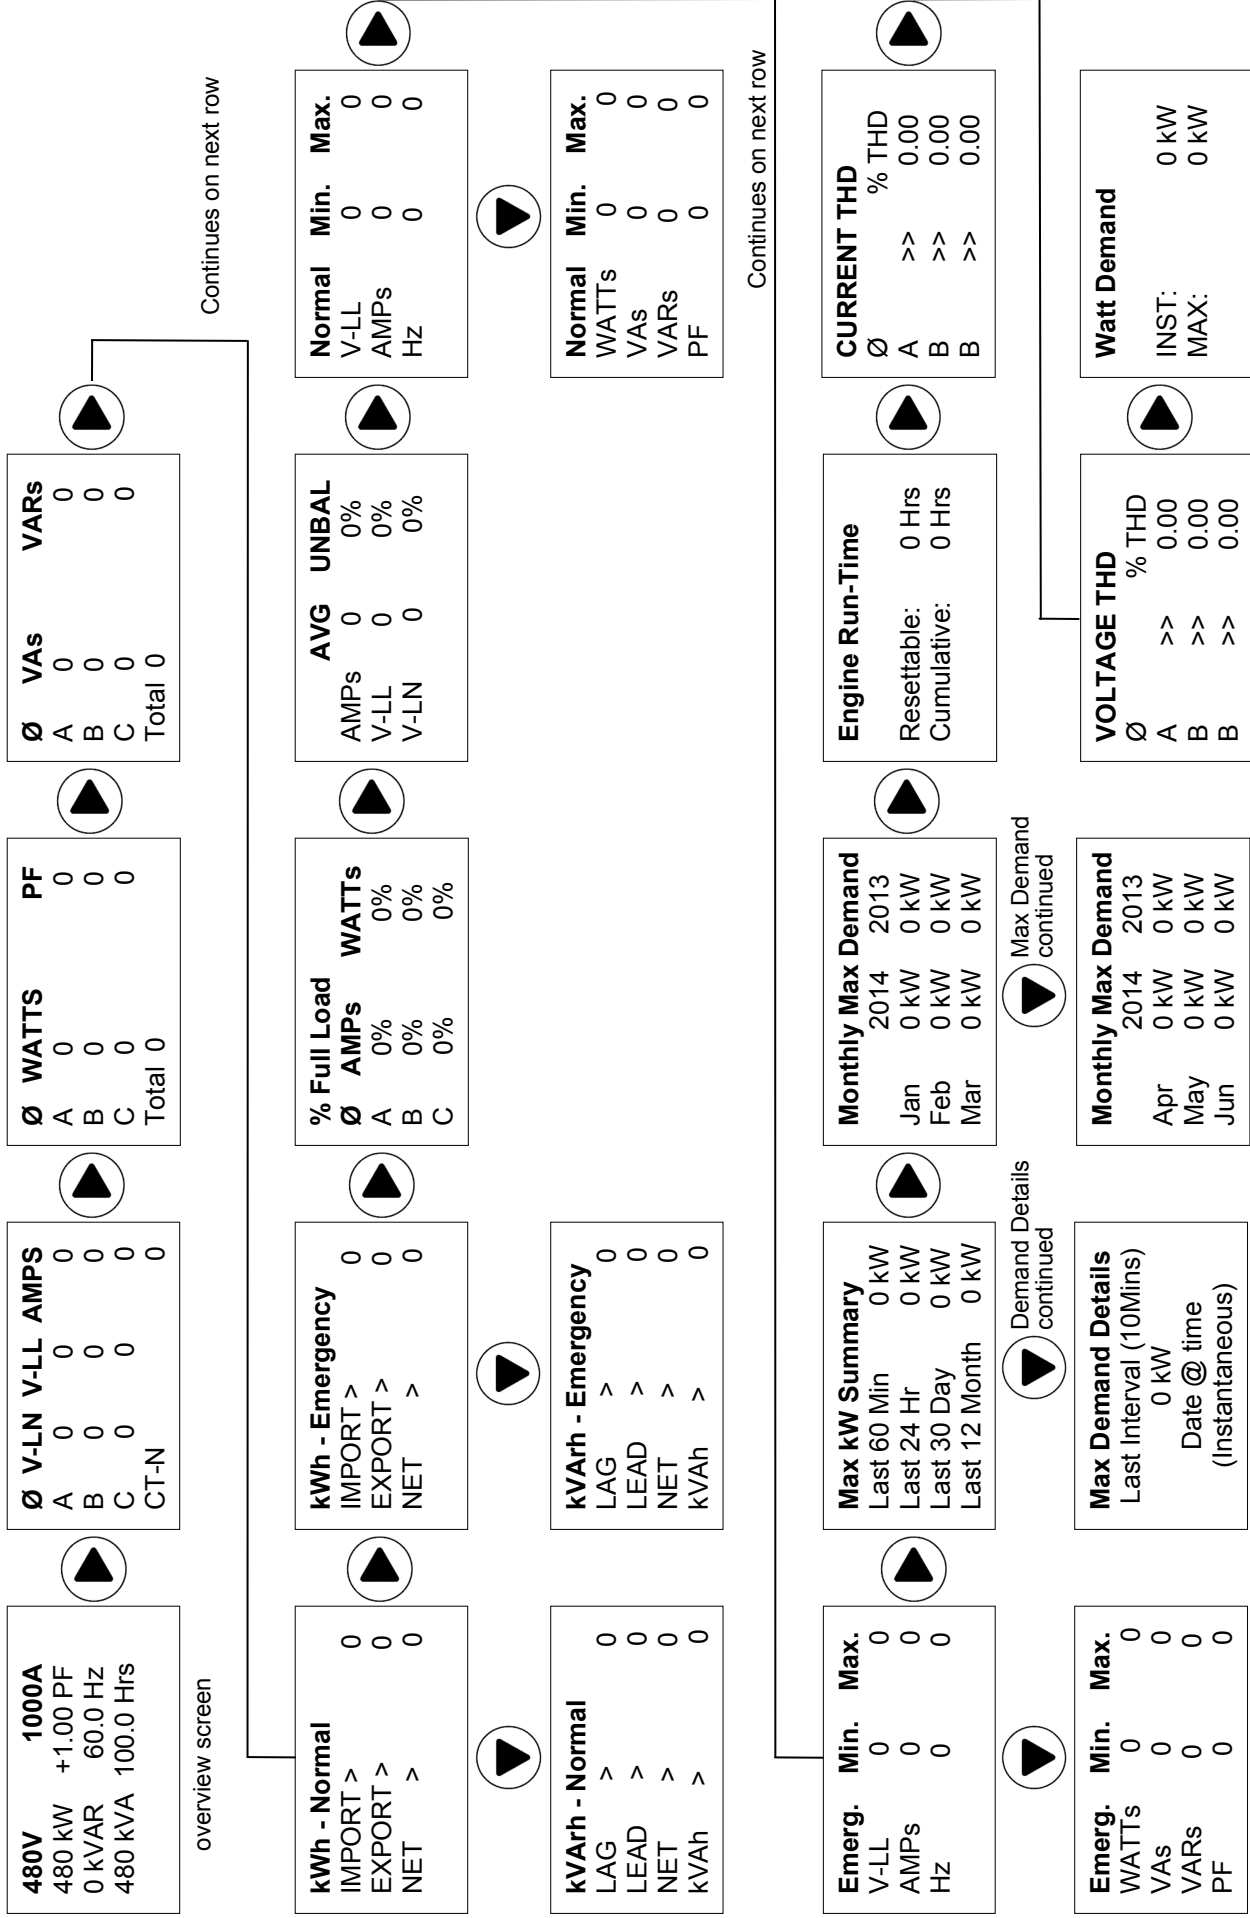 480V 1000A
480 kW +1.00 PF
0 kVAR 60.0 Hz
480 kVA 100.0 Hrs
overview screen
Ø V-LN V-LL AMPS
A 0 0 0
B 0 0 0
C 0 0 0
CT-N 0
Ø WATTS PF
A 0 0
B 0 0
C 0 0
Total 0
Ø VAs VARs
A 0 0
B 0 0
C 0 0
Total 0
Continues on next row
kWh - Normal
IMPORT > 0
EXPORT > 0
NET > 0
kWh - Emergency
IMPORT > 0
EXPORT > 0
NET > 0
% Full Load
Ø AMPs WATTs
A 0% 0%
B 0% 0%
C 0% 0%
AVG UNBAL
AMPs 0 0%
V-LL 0 0%
V-LN 0 0%
Normal Min. Max.
V-LL 0 0
AMPs 0 0
Hz 0 0
kVArh - Normal
LAG > 0
LEAD > 0
NET > 0
kVAh > 0
kVArh - Emergency
LAG > 0
LEAD > 0
NET > 0
kVAh > 0
Normal Min. Max.
WATTs 0 0
VAs 0 0
VARs 0 0
PF 0 0
Continues on next row
Emerg. Min. Max.
V-LL 0 0
AMPs 0 0
Hz 0 0
Max kW Summary
Last 60 Min 0 kW
Last 24 Hr 0 kW
Last 30 Day 0 kW
Last 12 Month 0 kW
Monthly Max Demand
2014 2013
Jan 0 kW 0 kW
Feb 0 kW 0 kW
Mar 0 kW 0 kW
Engine Run-Time
Resettable: 0 Hrs
Cumulative: 0 Hrs
CURRENT THD
Ø % THD
A >> 0.00
B >> 0.00
B >> 0.00
Demand Details
continued
Max Demand
continued
Emerg. Min. Max.
WATTs 0 0
VAs 0 0
VARs 0 0
PF 0 0
Max Demand Details
Last Interval (10Mins)
0 kW
Date @ time
(Instantaneous)
Monthly Max Demand
2014 2013
Apr 0 kW 0 kW
May 0 kW 0 kW
Jun 0 kW 0 kW
VOLTAGE THD
Ø % THD
A >> 0.00
B >> 0.00
B >> 0.00
Watt Demand
INST: 0 kW
MAX: 0 kW